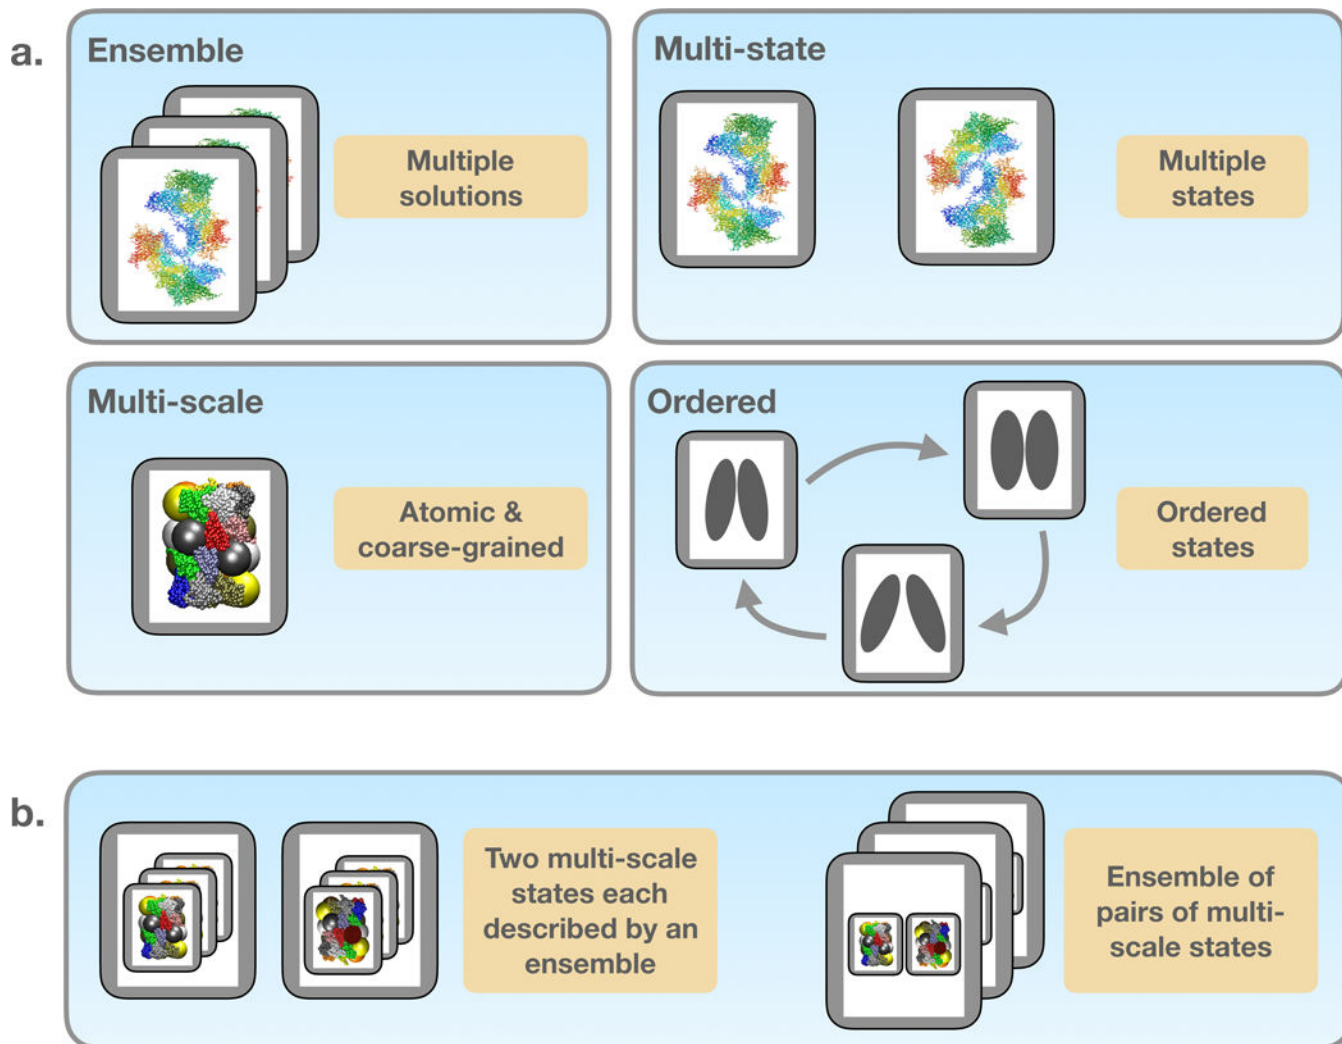 a.
Ensemble
Multiple
solutions
Multi-state
Multiple
states
Multi-scale
Atomic &
coarse-grained
Ordered
Ordered
states
b.
Two multi-scale
states each
described by an
ensemble
Ensemble of
pairs of multi-
scale states